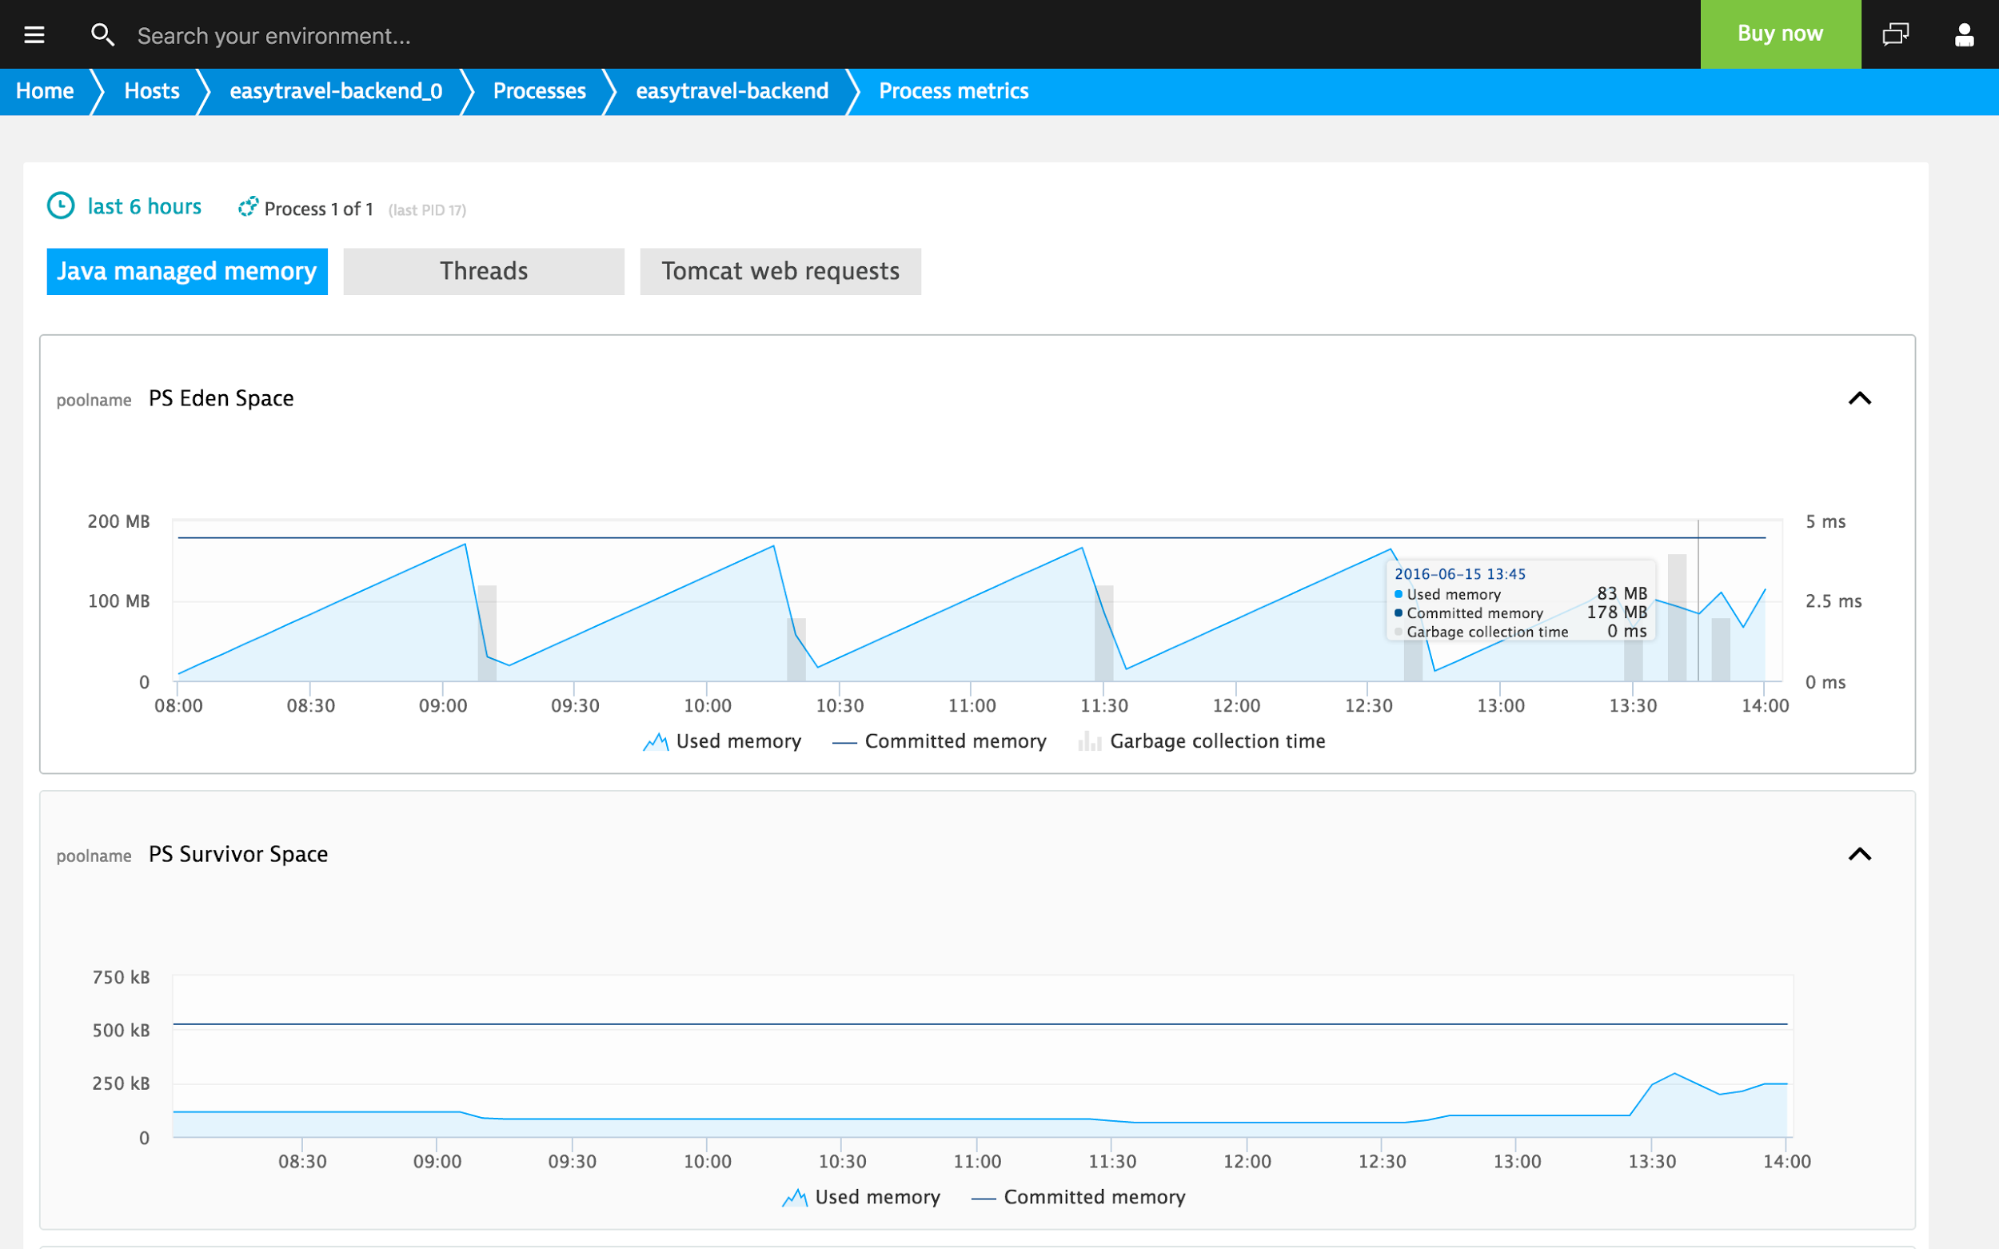 Search your environment...
Buy now
Home Hosts easytravel-backend_0 Processes easytravel-backend Process metrics
last 6 hours Process 1 of 1 (last PID 17)
Java managed memory Threads Tomcat web requests
poolname PS Eden Space
200 MB 5 ms
2016-06-15 13:45
Used memory 83 MB
100 MB 2.5 ms
Committed memory 178 MB
Garbage collection time 0 ms
0 0 ms
08:00 08:30 09:00 09:30 10:00 10:30 11:00 11:30 12:00 12:30 13:00 13:30 14:00
Used memory Committed memory Garbage collection time
poolname PS Survivor Space
750 kB
500 kB
250 kB
0
08:30 09:00 09:30 10:00 10:30 11:00 11:30 12:00 12:30 13:00 13:30 14:00
Used memory Committed memory